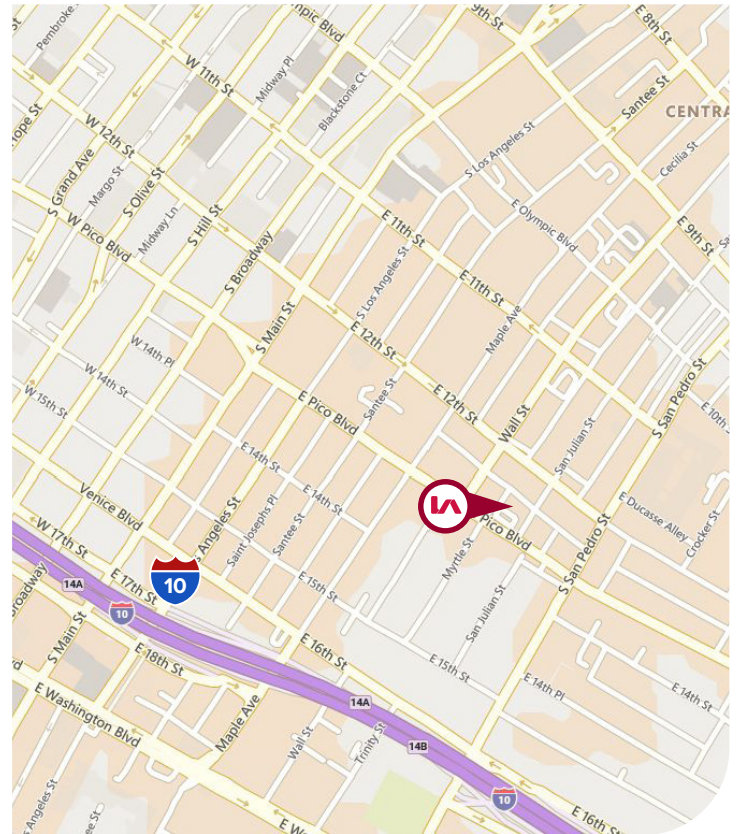 Pembroke
ympic Blvd
9th St
E 8th St
W 11th St
Midway Pl
Santee St
Blackstone Ct
CENTRA
Hope St
W 12th St
S Los Angeles St
Cecilia St
S Grand Ave
Margo St
S Olive St
E Olympic Blvd
W Pico Blvd
Midway Ln
S Hill St
E 11th St
E 9th St
S Broadway
S Los Angeles St
E 11th St
S Main St
E 12th St
Maple Ave
W 14th Pl
Santee St
E 12th St
S San Pedro St
W 14th St
E Pico Blvd
Wall St
E 10th
W 15th St
San Julian St
E 14th St
E 14th St
Venice Blvd
Pico Blvd
E Ducasse Alley
Crocker St
W 17th St
s Angeles St
Saint Josephs Pl
Santee St
Myrtle St
S San Pedro St
14A
E 17th St
10
E 15th St
San Julian St
Broadway
10
S Main St
E 18th St
E 16th St
E 15th St
E 14th Pl
E 14th St
E Washington Blvd
Maple Ave
14A
Wall St
Trinity St
14B
10
Angeles St
E Wa
E 16th St